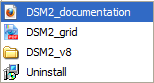 DSM2_documentation
DSM2_grid
DSM2_v8
Uninstall